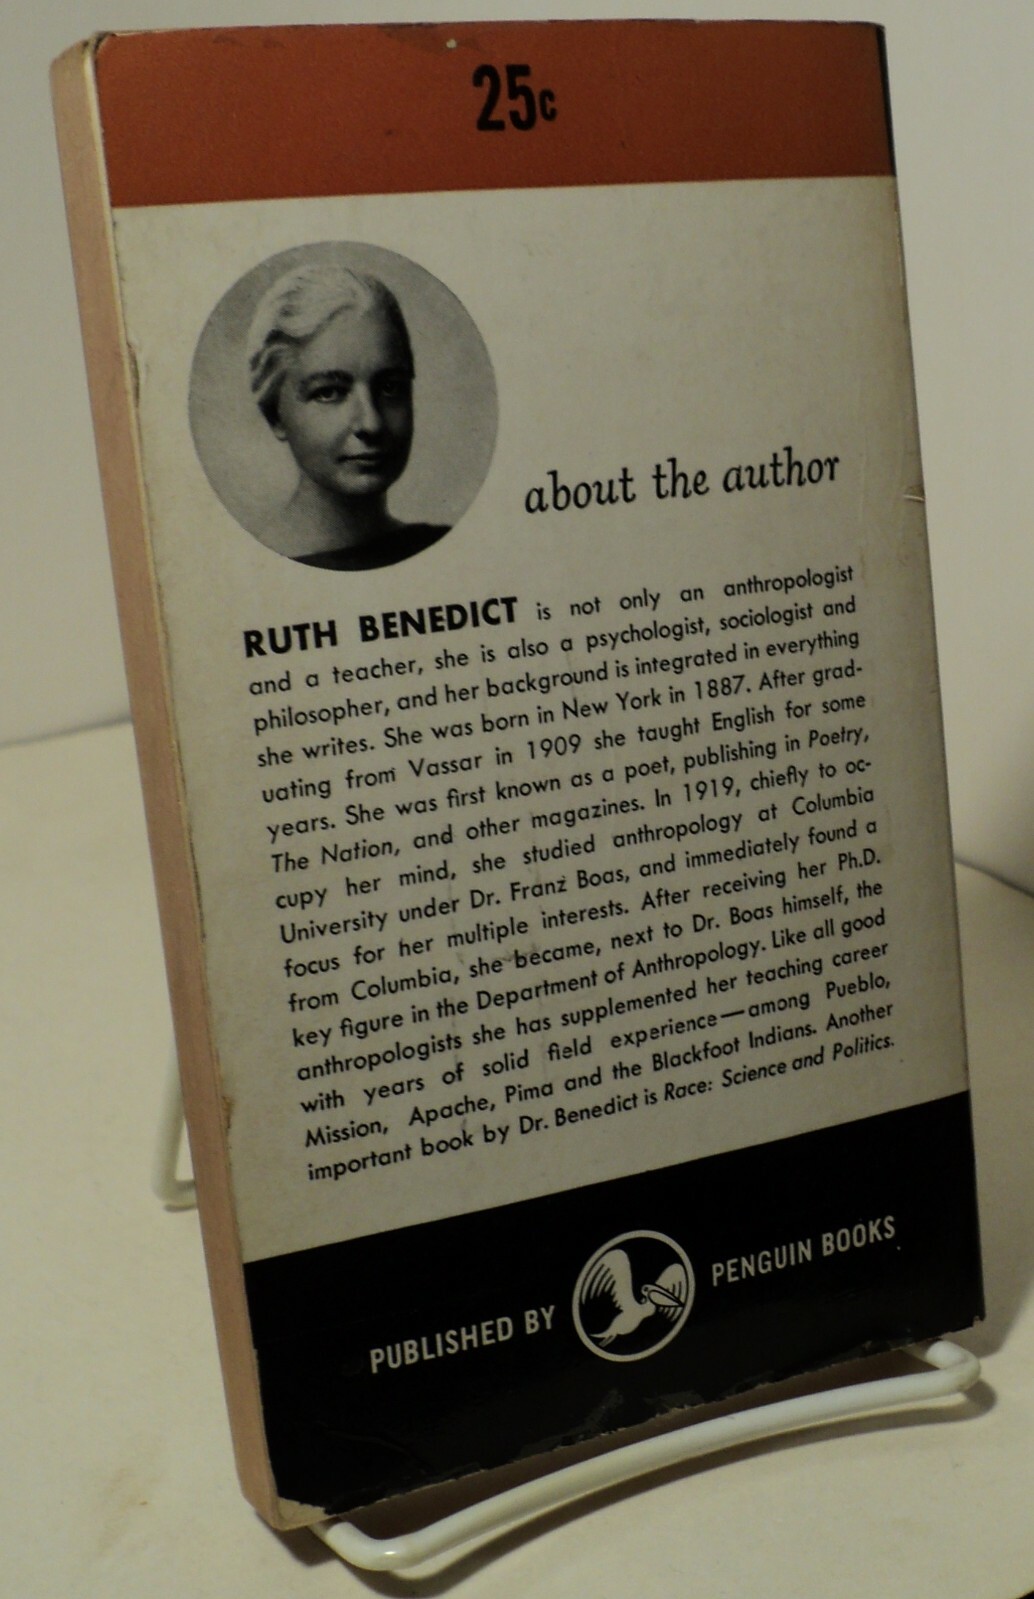 25c
about the author
RUTH BENEDICT is not only an anthropologist
and a teacher, she is also a psychologist, sociologist and
philosopher, and her background is integrated in everything
she writes. She was born in New York in 1887. After grad-
uating from Vassar in 1909 she taught English for some
years. She was first known as a poet, publishing in Poetry,
The Nation, and other magazines. In 1919, chiefly to oc-
cupy her mind, she studied anthropology at Columbia
University under Dr. Franz Boas, and immediately found a
focus for her multiple interests. After receiving her Ph.D.
from Columbia, she became, next to Dr. Boas himself, the
key figure in the Department of Anthropology. Like all good
anthropologists she has supplemented her teaching career
with years of solid field experience—among Pueblo,
Mission, Apache, Pima and the Blackfoot Indians. Another
important book by Dr. Benedict is Race: Science and Politics.
PUBLISHED BY PENGUIN BOOKS